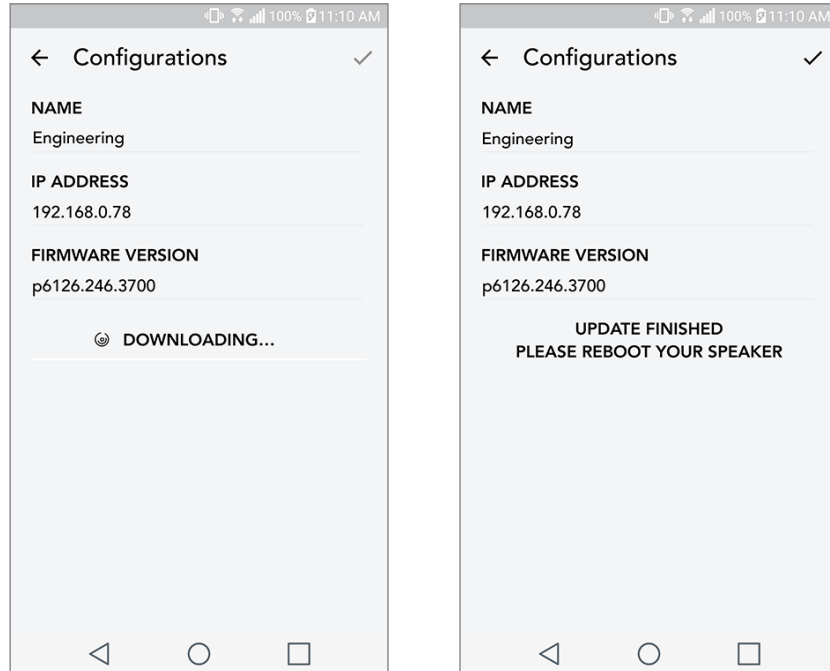 100% 11:10 AM
Configurations
NAME
Engineering
IP ADDRESS
192.168.0.78
FIRMWARE VERSION
p6126.246.3700
DOWNLOADING...
100% 11:10 AM
Configurations
NAME
Engineering
IP ADDRESS
192.168.0.78
FIRMWARE VERSION
p6126.246.3700
UPDATE FINISHED
PLEASE REBOOT YOUR SPEAKER